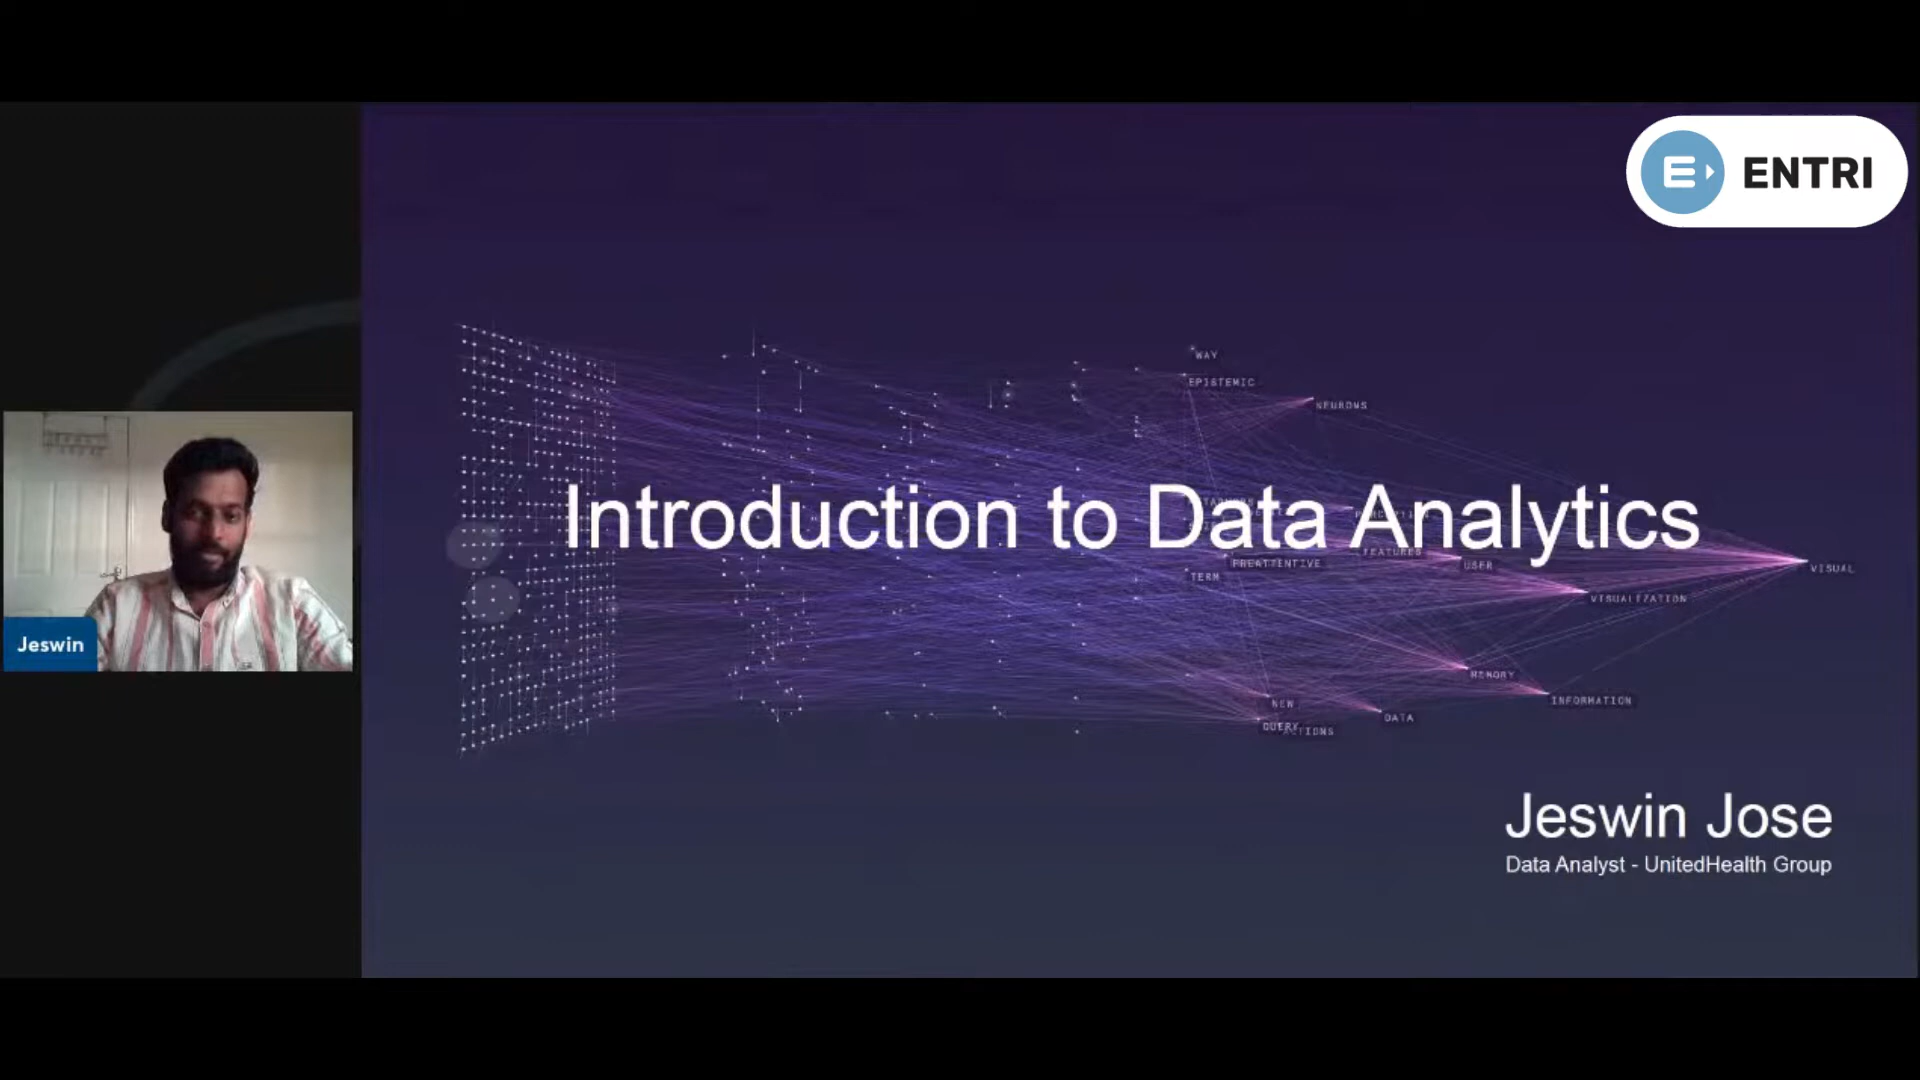 ENTRI
WAY
EPISTEMIC
NEURONS
Introduction to Data Analytics
FEATURES
PREATTENTIVE
USER
VISUAL
TERM
VISUALIZATION
MEMORY
Jeswin
INFORMATION
NEW
DATA
QUERY
Jeswin Jose
Data Analyst - UnitedHealth Group